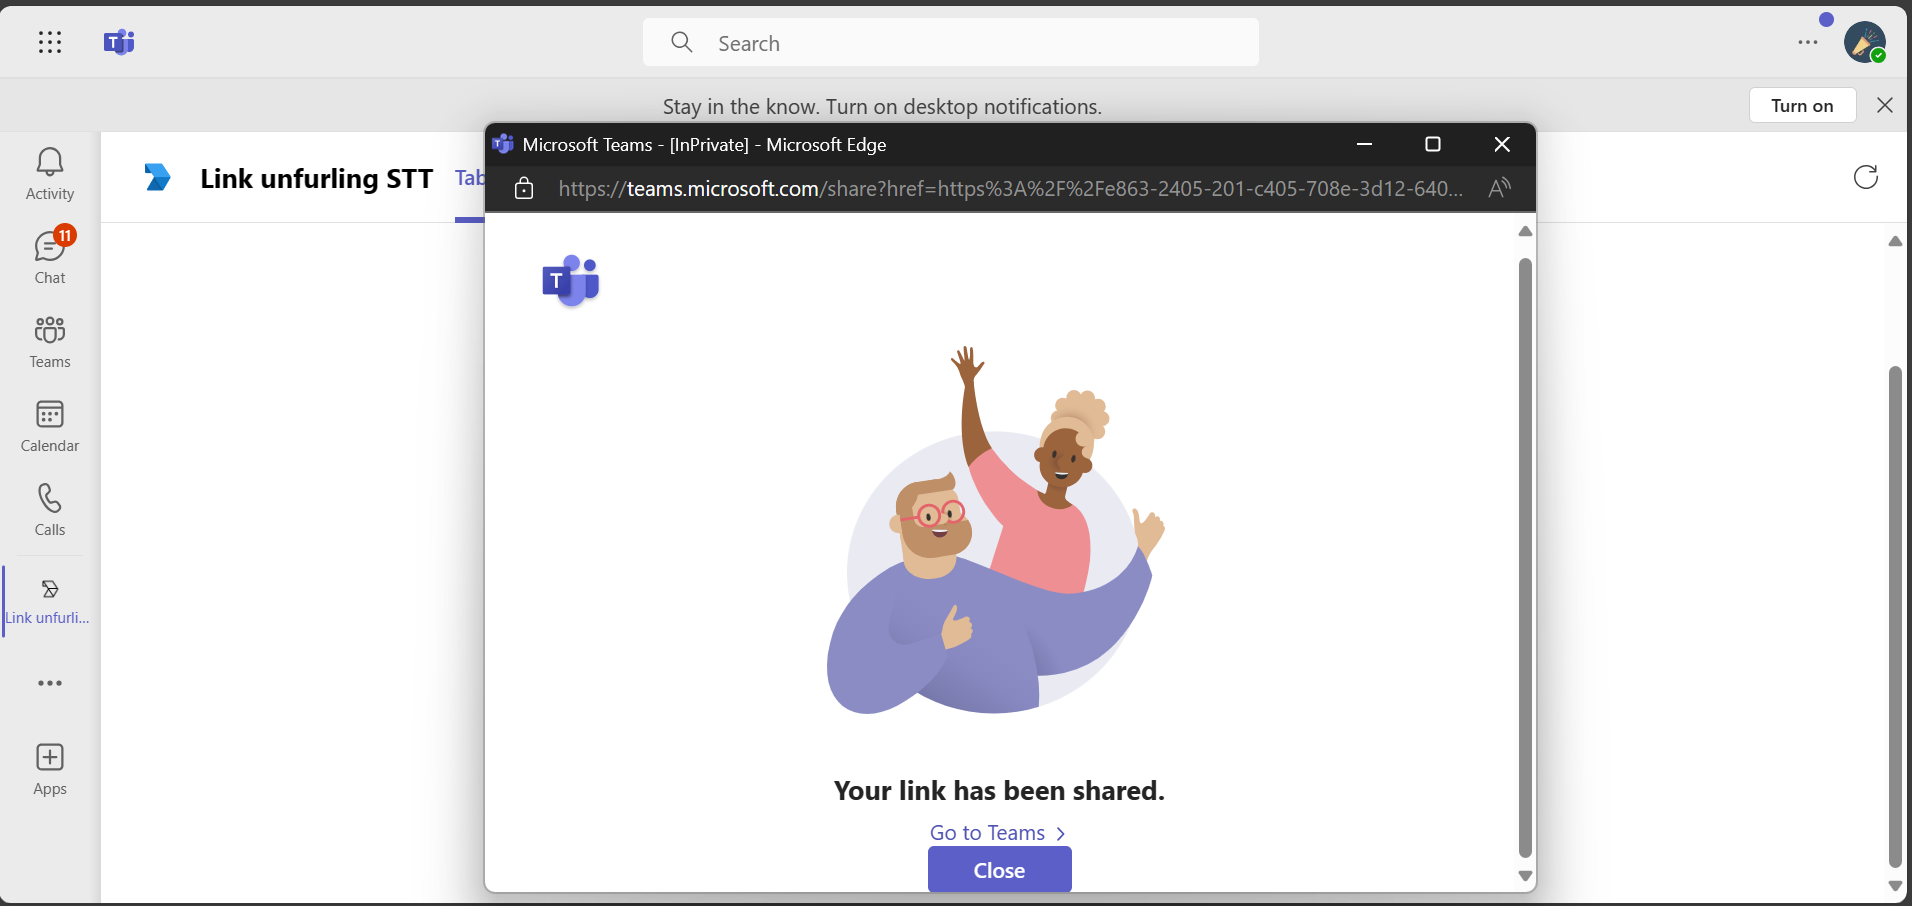 T
Search
Stay in the know. Turn on desktop notifications.
Turn on
Activity
11
Chat
Teams
Calendar
Calls
Link unfurli...
Apps
Link unfurling STT
Tab
Microsoft Teams - [InPrivate] - Microsoft Edge
https://teams.microsoft.com/share?href=https%3A%2F%2Fe863-2405-201-c405-708e-3d12-640...
T
Your link has been shared.
Go to Teams
Close